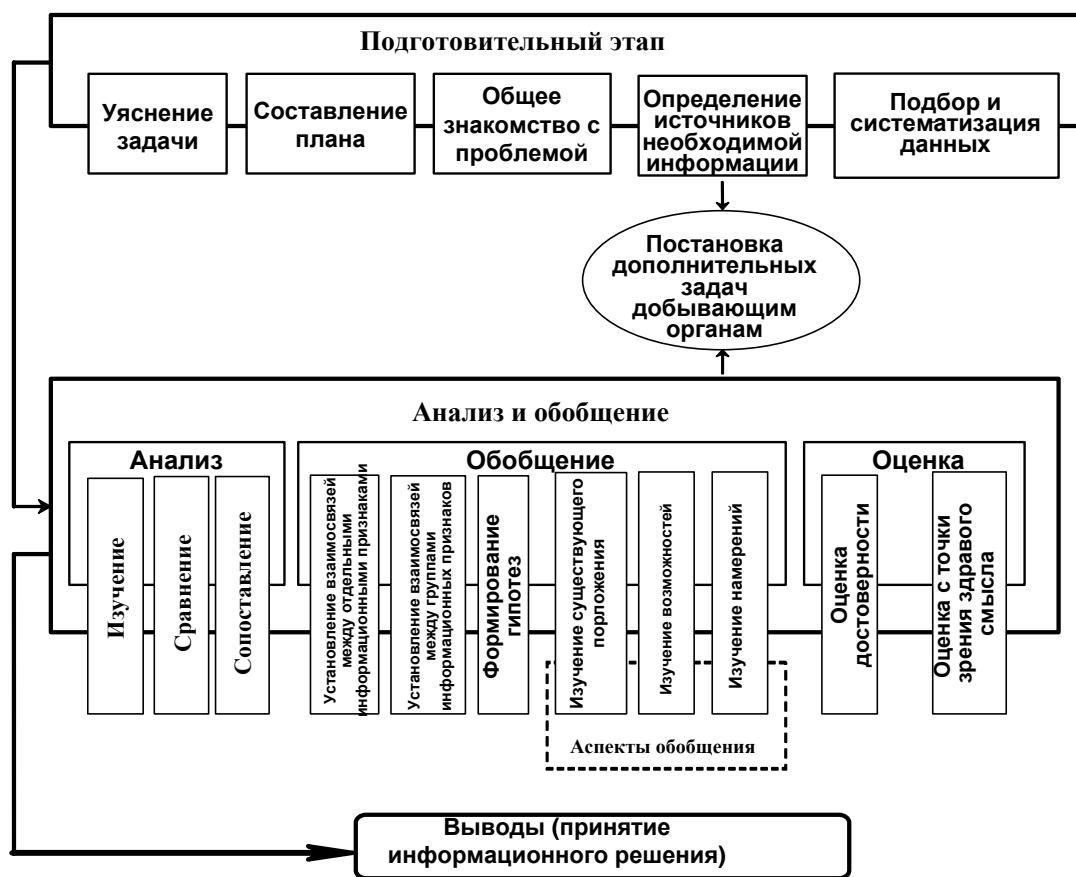 Подготовительный этап
Уяснение
задачи
Составление
плана
Общее
знакомство с
проблемой
Определение
источников
необходимой
информации
Подбор и
систематизация
данных
Постановка
дополнительных
задач
добывающим
органам
Анализ и обобщение
Анализ
Изучение
Сравнение
Сопоставление
Обобщение
Установление взаимосвязей
между отдельными
информационными признаками
Установление взаимосвязей
между группами
информационных признаков
Формирование
гипотез
Изучение существующего
порложения
Изучение возможностей
Изучение намерений
Аспекты обобщения
Оценка
Оценка
достоверности
Оценка с точки
зрения здравого
смысла
Выводы (принятие
информационного решения)